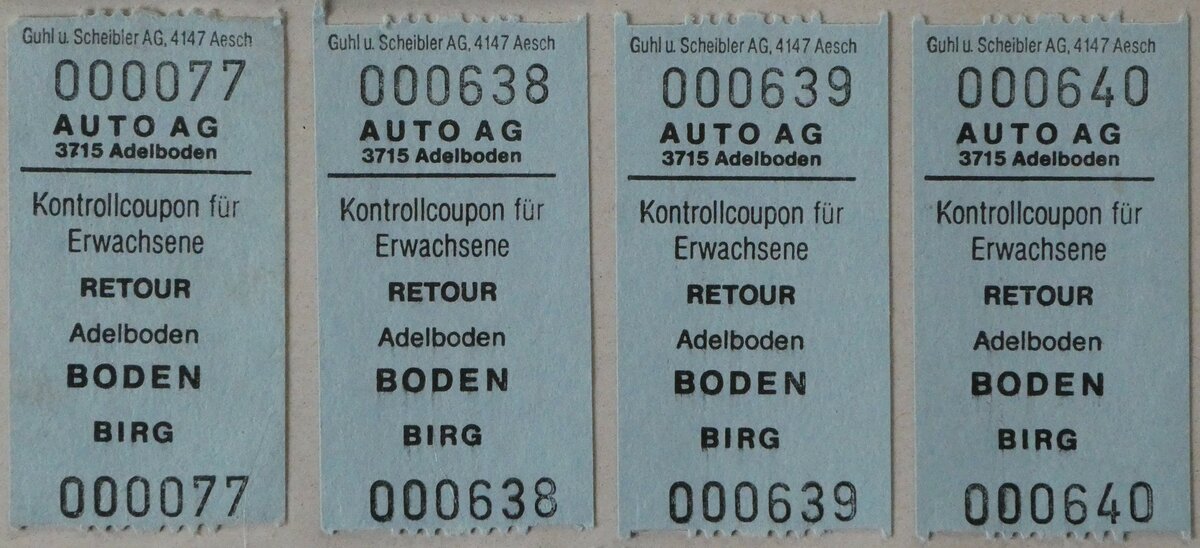 Guhl u. Scheibler AG, 4147 Aesch
000077
AUTO AG
3715 Adelboden
Kontrollcoupon für
Erwachsene
RETOUR
Adelboden
BODEN
BIRG
000077
Guhl u. Scheibler AG, 4147 Aesch
000638
AUTO AG
3715 Adelboden
Kontrollcoupon für
Erwachsene
RETOUR
Adelboden
BODEN
BIRG
000638
Guhl u. Scheibler AG, 4147 Aesch
000639
AUTO AG
3715 Adelboden
Kontrollcoupon für
Erwachsene
RETOUR
Adelboden
BODEN
BIRG
000639
Guhl u. Scheibler AG, 4147 Aesch
000640
AUTO AG
3715 Adelboden
Kontrollcoupon für
Erwachsene
RETOUR
Adelboden
BODEN
BIRG
000640